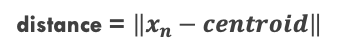 distance = ‖xₙ − centroid‖